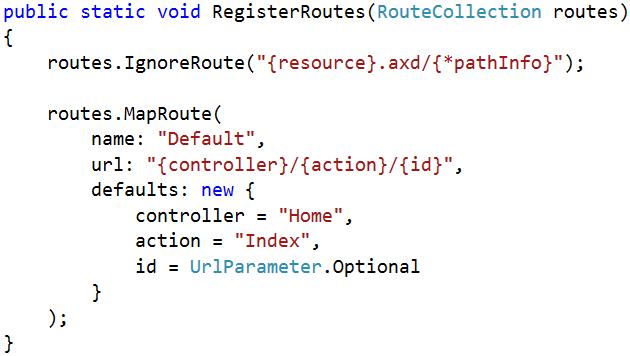 public static void RegisterRoutes(RouteCollection routes)
{
    routes.IgnoreRoute("{resource}.axd/{*pathInfo}");

    routes.MapRoute(
        name: "Default",
        url: "{controller}/{action}/{id}",
        defaults: new {
            controller = "Home",
            action = "Index",
            id = UrlParameter.Optional
        }
    );
}